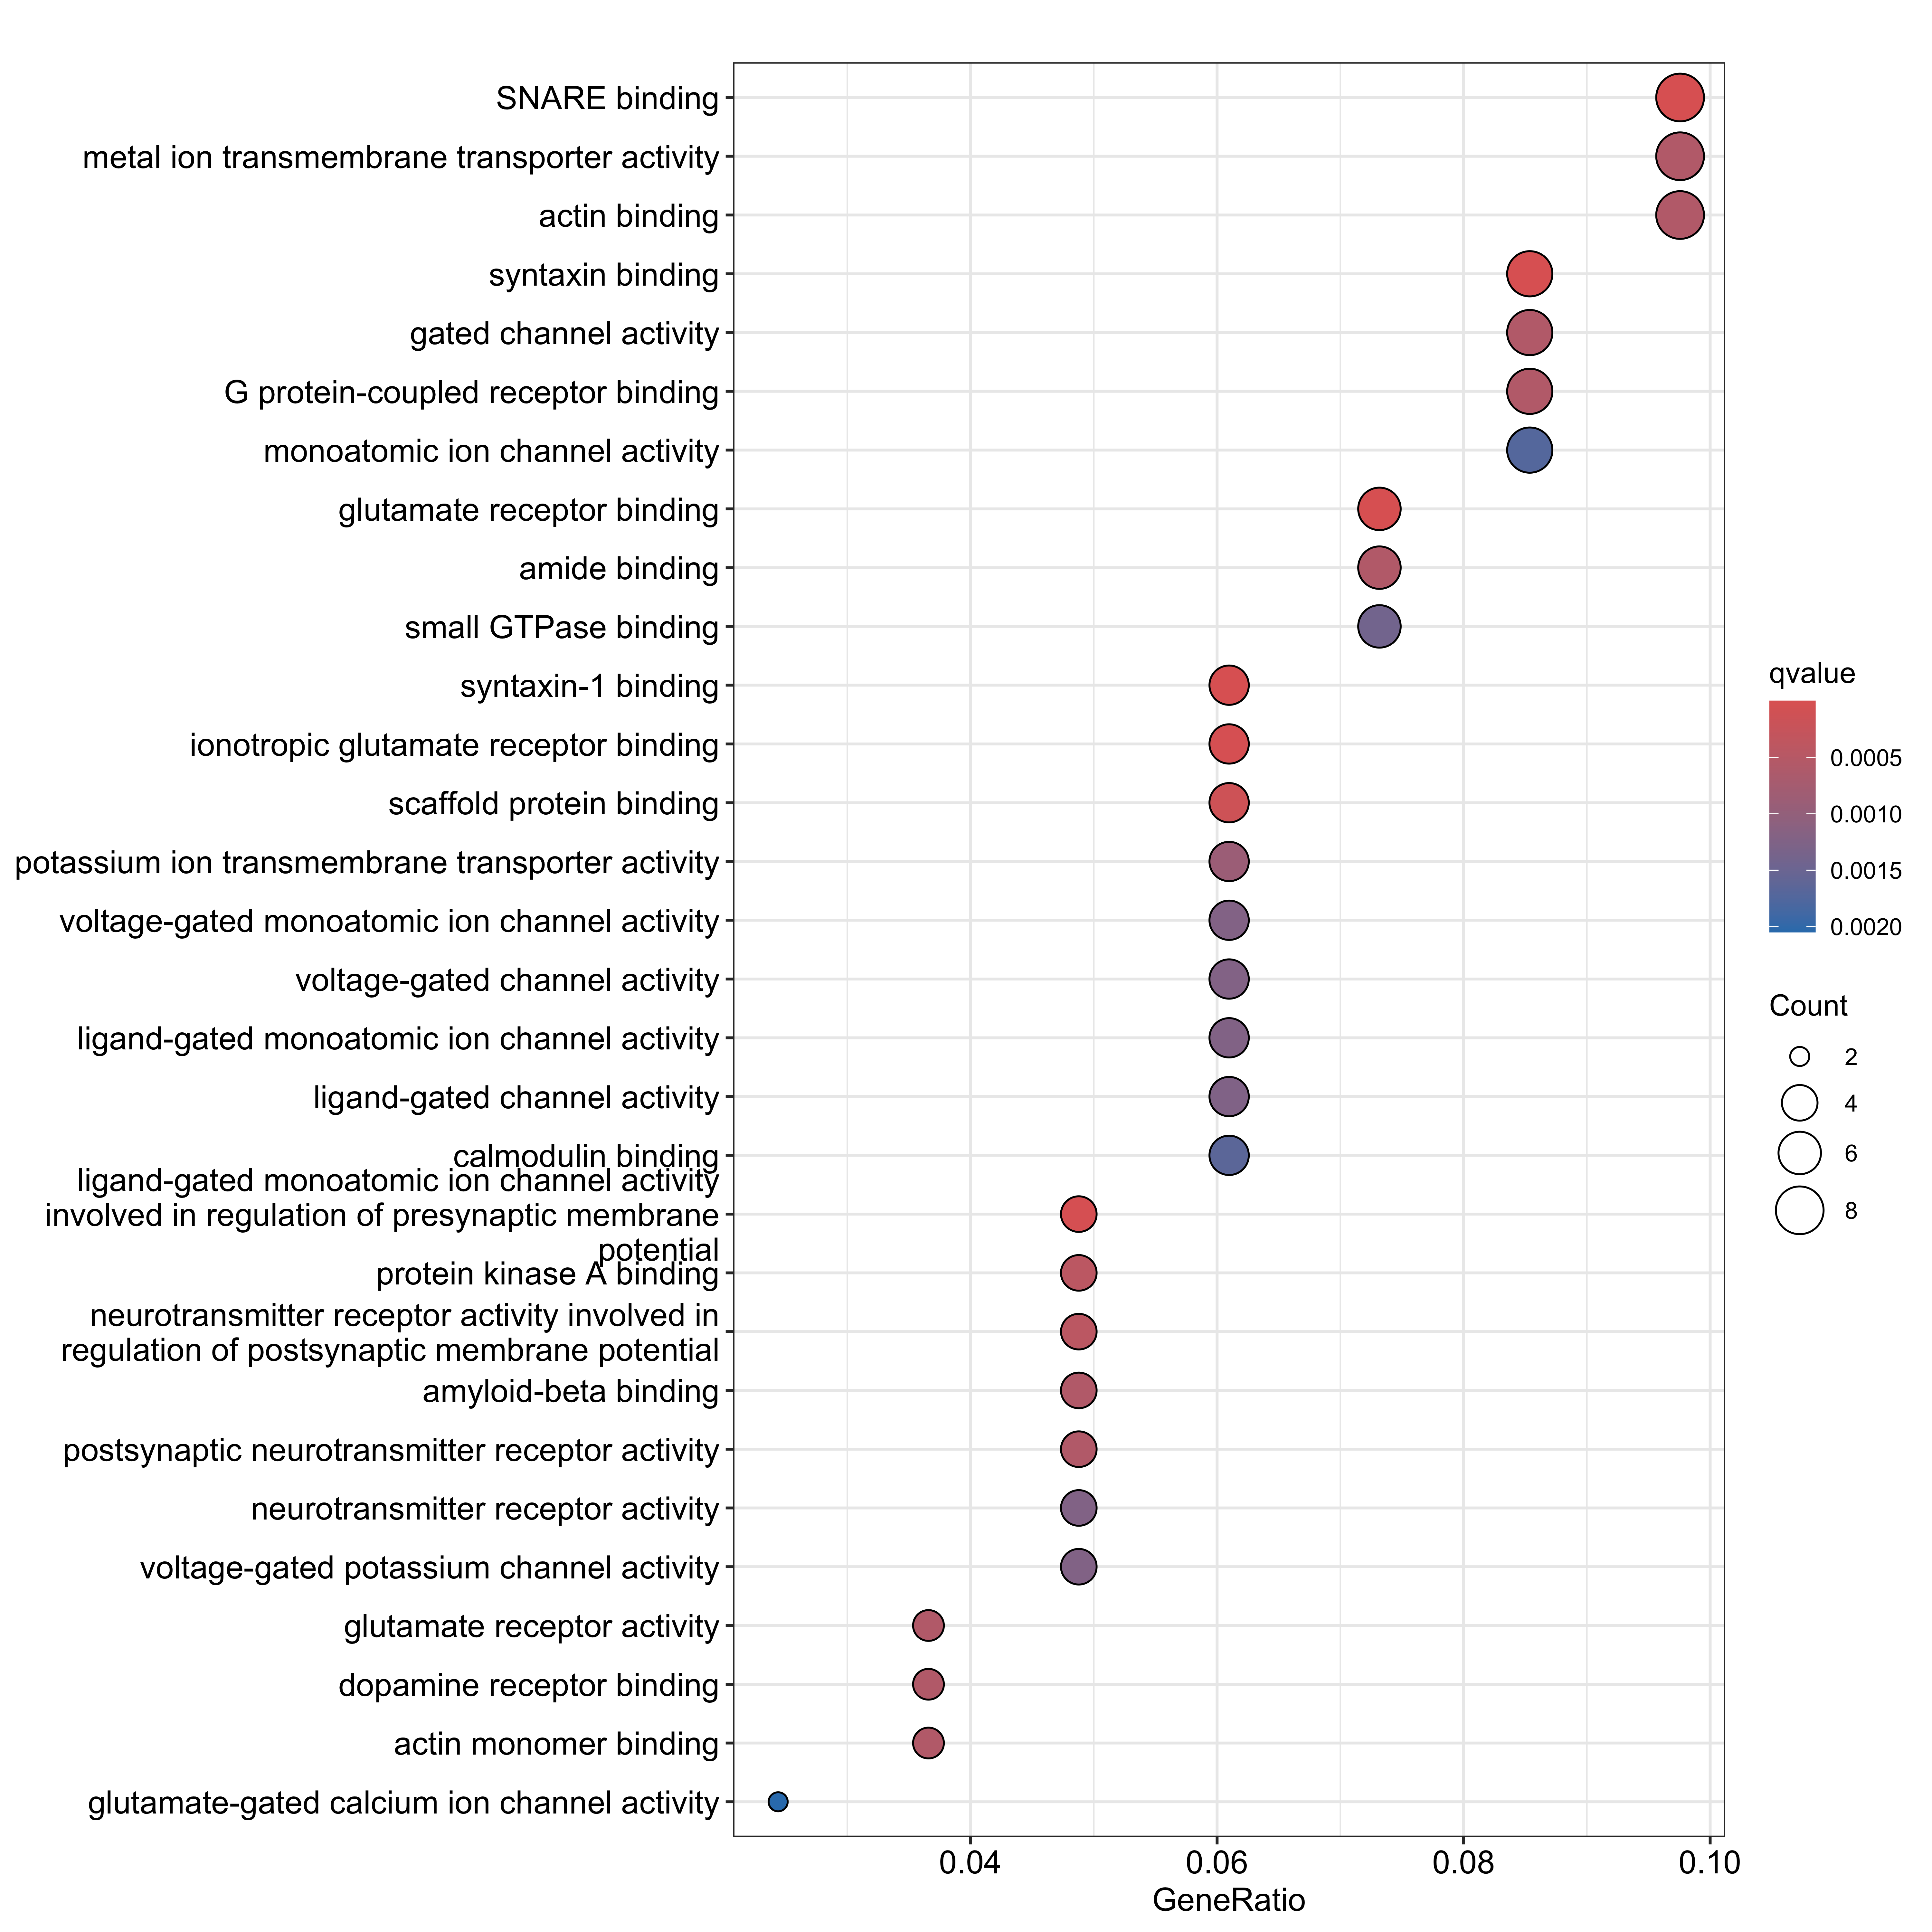 SNARE binding
metal ion transmembrane transporter activity
actin binding
syntaxin binding
gated channel activity
G protein-coupled receptor binding
monoatomic ion channel activity
glutamate receptor binding
amide binding
small GTPase binding
syntaxin-1 binding
ionotropic glutamate receptor binding
scaffold protein binding
potassium ion transmembrane transporter activity
voltage-gated monoatomic ion channel activity
voltage-gated channel activity
ligand-gated monoatomic ion channel activity
ligand-gated channel activity
calmodulin binding
ligand-gated monoatomic ion channel activity
involved in regulation of presynaptic membrane
potential
protein kinase A binding
neurotransmitter receptor activity involved in
regulation of postsynaptic membrane potential
amyloid-beta binding
postsynaptic neurotransmitter receptor activity
neurotransmitter receptor activity
voltage-gated potassium channel activity
glutamate receptor activity
dopamine receptor binding
actin monomer binding
glutamate-gated calcium ion channel activity
0.04 0.06 0.08 0.10
GeneRatio
qvalue
0.0005
0.0010
0.0015
0.0020
Count
2
4
6
8